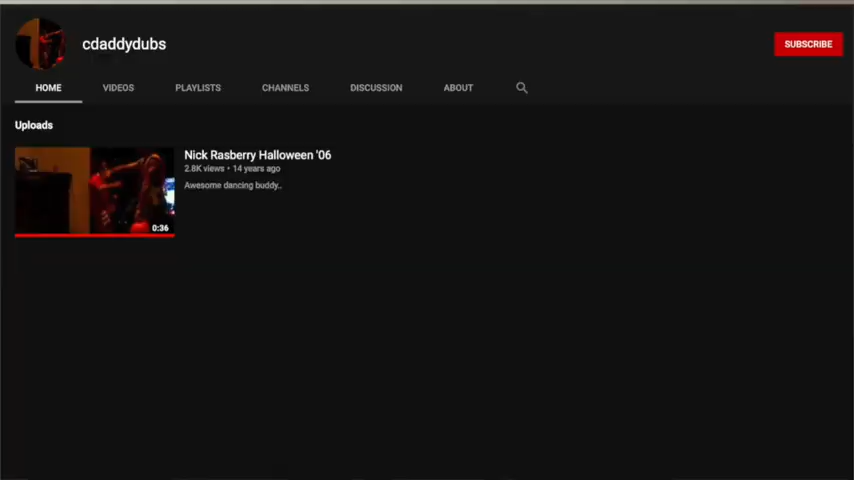 cdaddydubs
SUBSCRIBE
HOME VIDEOS PLAYLISTS CHANNELS DISCUSSION ABOUT
Uploads
Nick Rasberry Halloween '06
2.8K views • 14 years ago
Awesome dancing buddy..
0:36